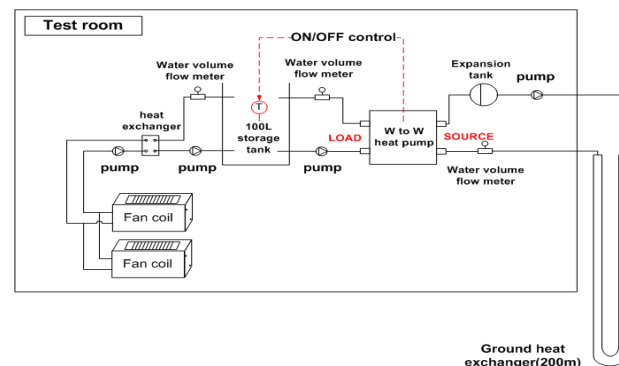 Test room
ON/OFF control
Water volume
flow meter
Water volume
flow meter
Expansion
tank
pump
heat
exchanger
T
100L
storage
tank
LOAD
W to W
heat pump
SOURCE
pump
pump
pump
Water volume
flow meter
Fan coil
Fan coil
Ground heat
exchanger(200m)